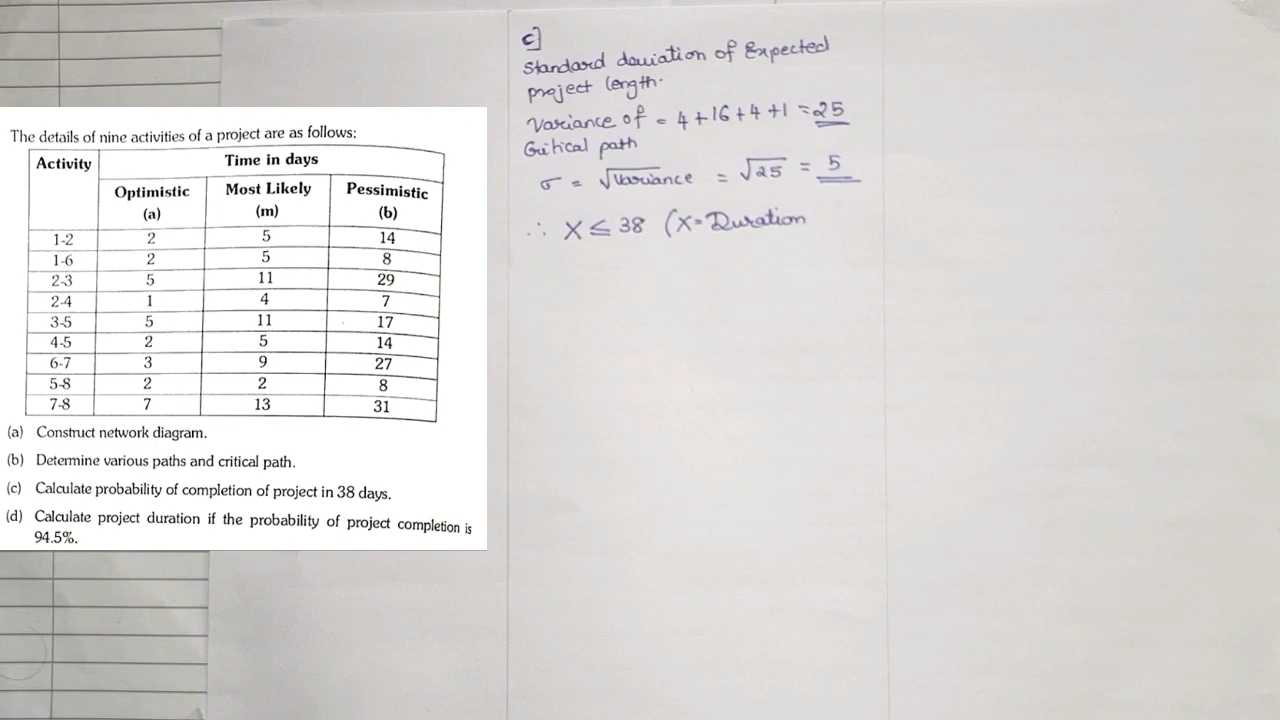 The details of nine activities of a project are as follows:
Activity Time in days
Optimistic (a) Most Likely (m) Pessimistic (b)
1-2 2 5 14
1-6 2 5 8
2-3 5 11 29
2-4 1 4 7
3-5 5 11 17
4-5 2 5 14
6-7 3 9 27
5-8 2 2 8
7-8 7 13 31
(a) Construct network diagram.
(b) Determine various paths and critical path.
(c) Calculate probability of completion of project in 38 days.
(d) Calculate project duration if the probability of project completion is
94.5%.
c]
Standard deviation of Expected
project length.
Variance of = 4+16+4+1 = 25
Critical path
σ = √Variance = √25 = 5
∴ X ≤ 38 (X = Duration